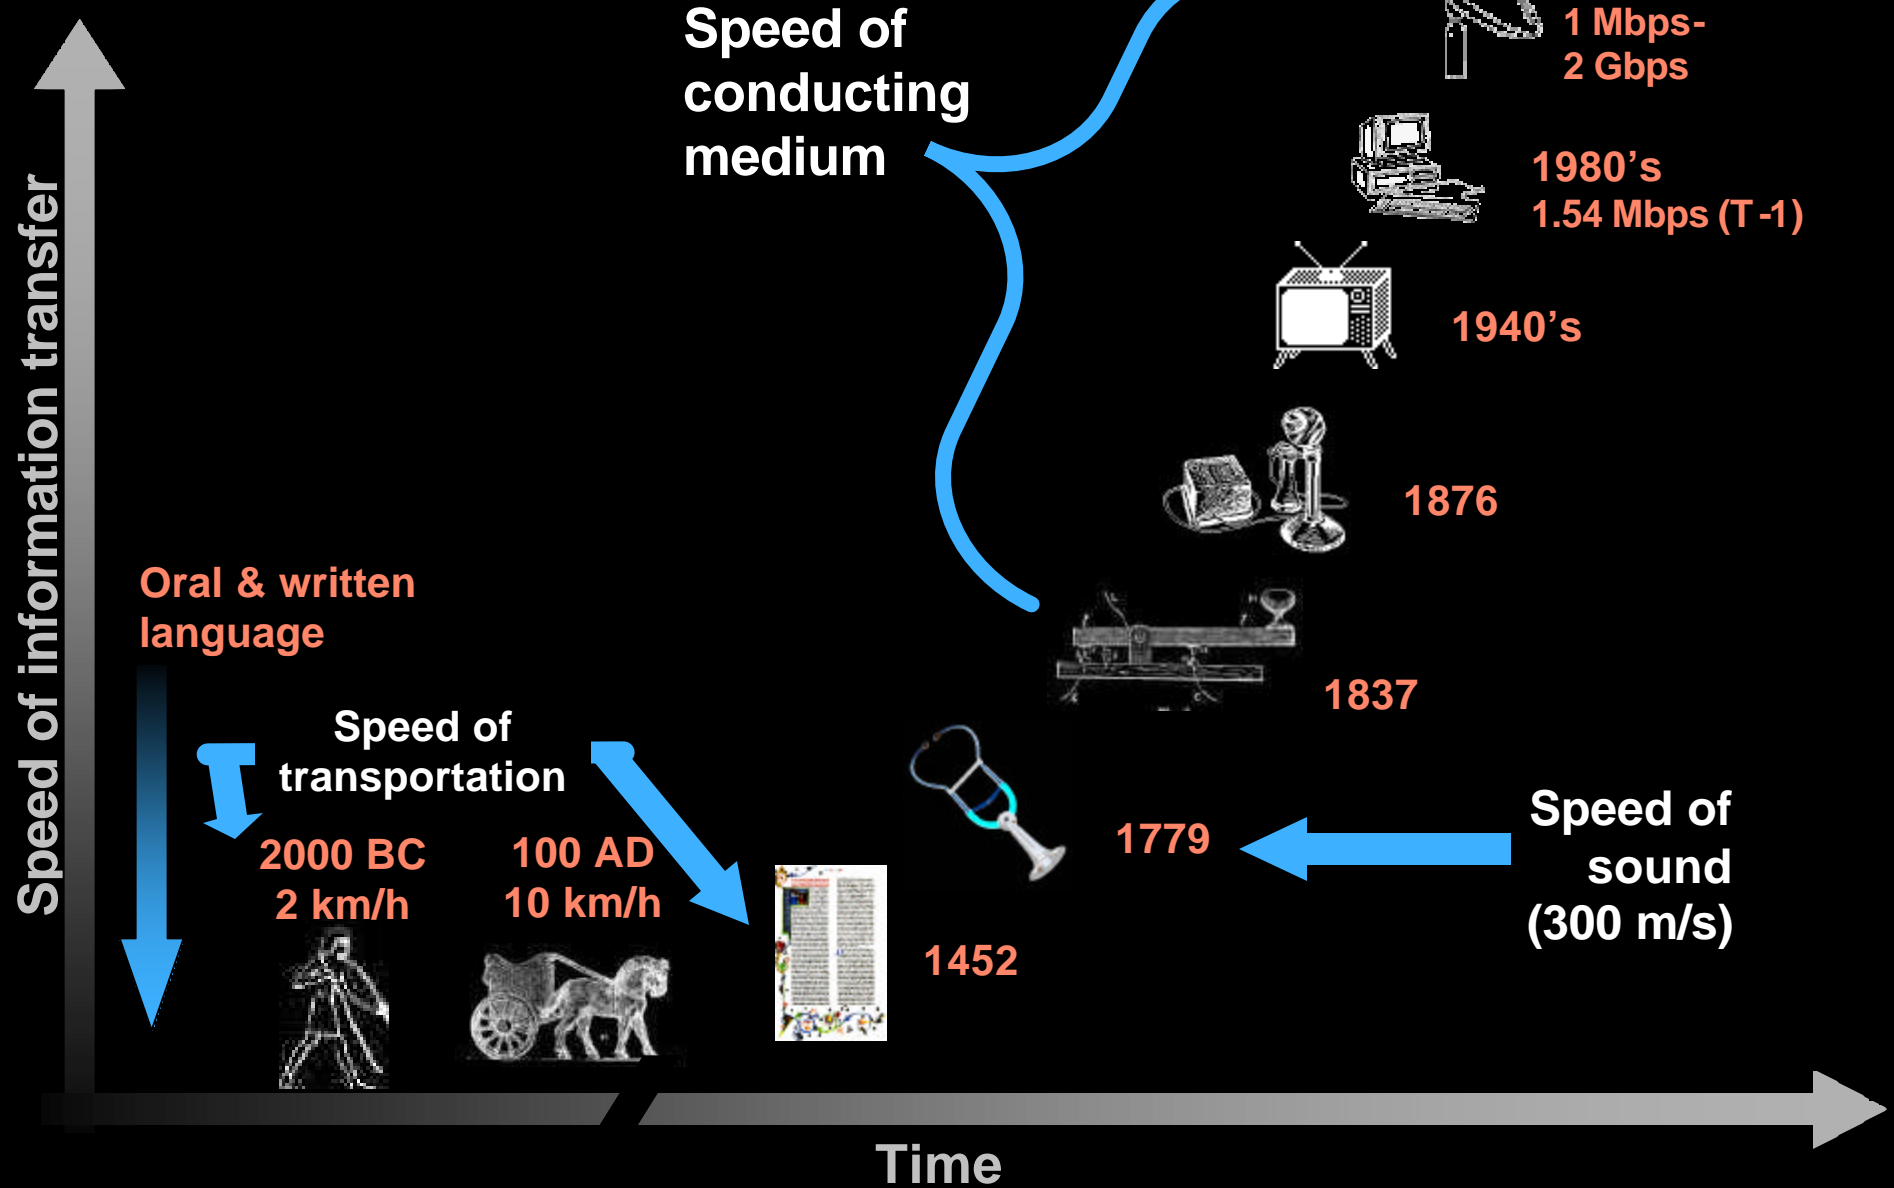 Speed of
conducting
medium
1 Mbps-
2 Gbps
1980’s
1.54 Mbps (T-1)
1940’s
1876
1837
Speed of information transfer
Oral & written
language
Speed of
transportation
2000 BC
2 km/h
100 AD
10 km/h
1452
1779
Speed of
sound
(300 m/s)
Time